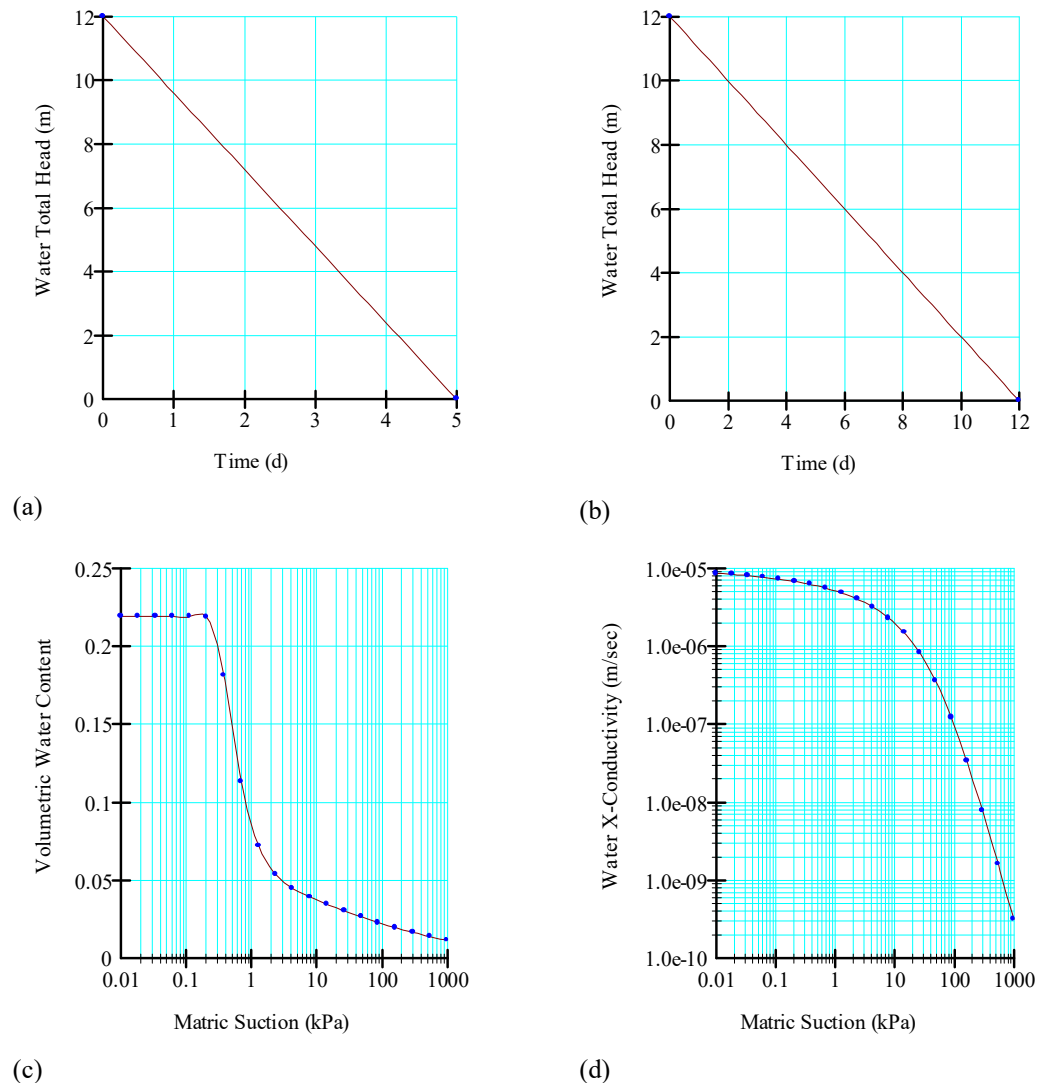 12
10
8
6
4
2
0
Water Total Head (m)
0 1 2 3 4 5
Time (d)
(a)
12
10
8
6
4
2
0
Water Total Head (m)
0 2 4 6 8 10 12
Time (d)
(b)
0.25
0.2
0.15
0.1
0.05
0
Volumetric Water Content
0.01 0.1 1 10 100 1000
Matric Suction (kPa)
(c)
1.0e-05
1.0e-06
1.0e-07
1.0e-08
1.0e-09
1.0e-10
Water X-Conductivity (m/sec)
0.01 0.1 1 10 100 1000
Matric Suction (kPa)
(d)